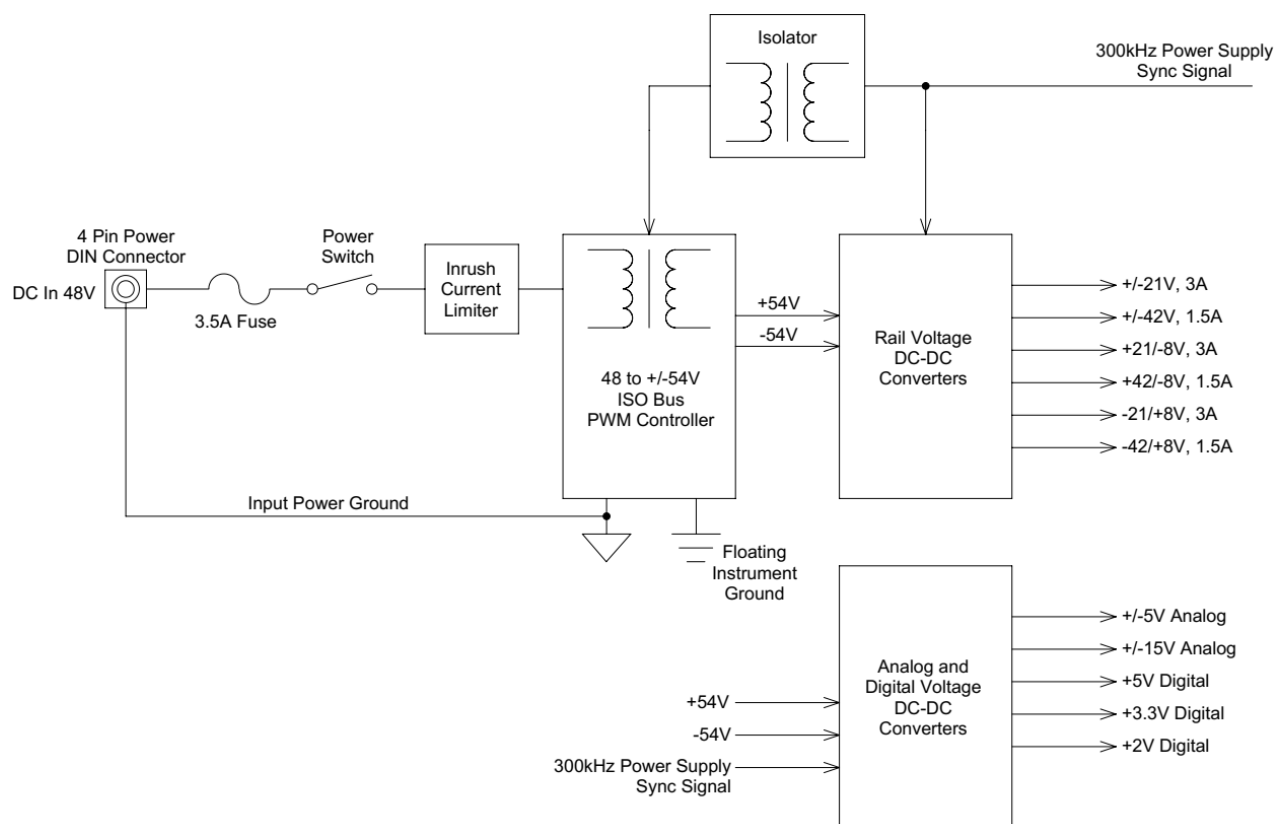 Isolator
300kHz Power Supply
Sync Signal
4 Pin Power
DIN Connector
DC In 48V
3.5A Fuse
Power
Switch
Inrush
Current
Limiter
48 to +/-54V
ISO Bus
PWM Controller
+54V
-54V
Rail Voltage
DC-DC
Converters
+/-21V, 3A
+/-42V, 1.5A
+21/-8V, 3A
+42/-8V, 1.5A
-21/+8V, 3A
-42/+8V, 1.5A
Input Power Ground
Floating
Instrument
Ground
+54V
-54V
300kHz Power Supply
Sync Signal
Analog and
Digital Voltage
DC-DC
Converters
+/-5V Analog
+/-15V Analog
+5V Digital
+3.3V Digital
+2V Digital